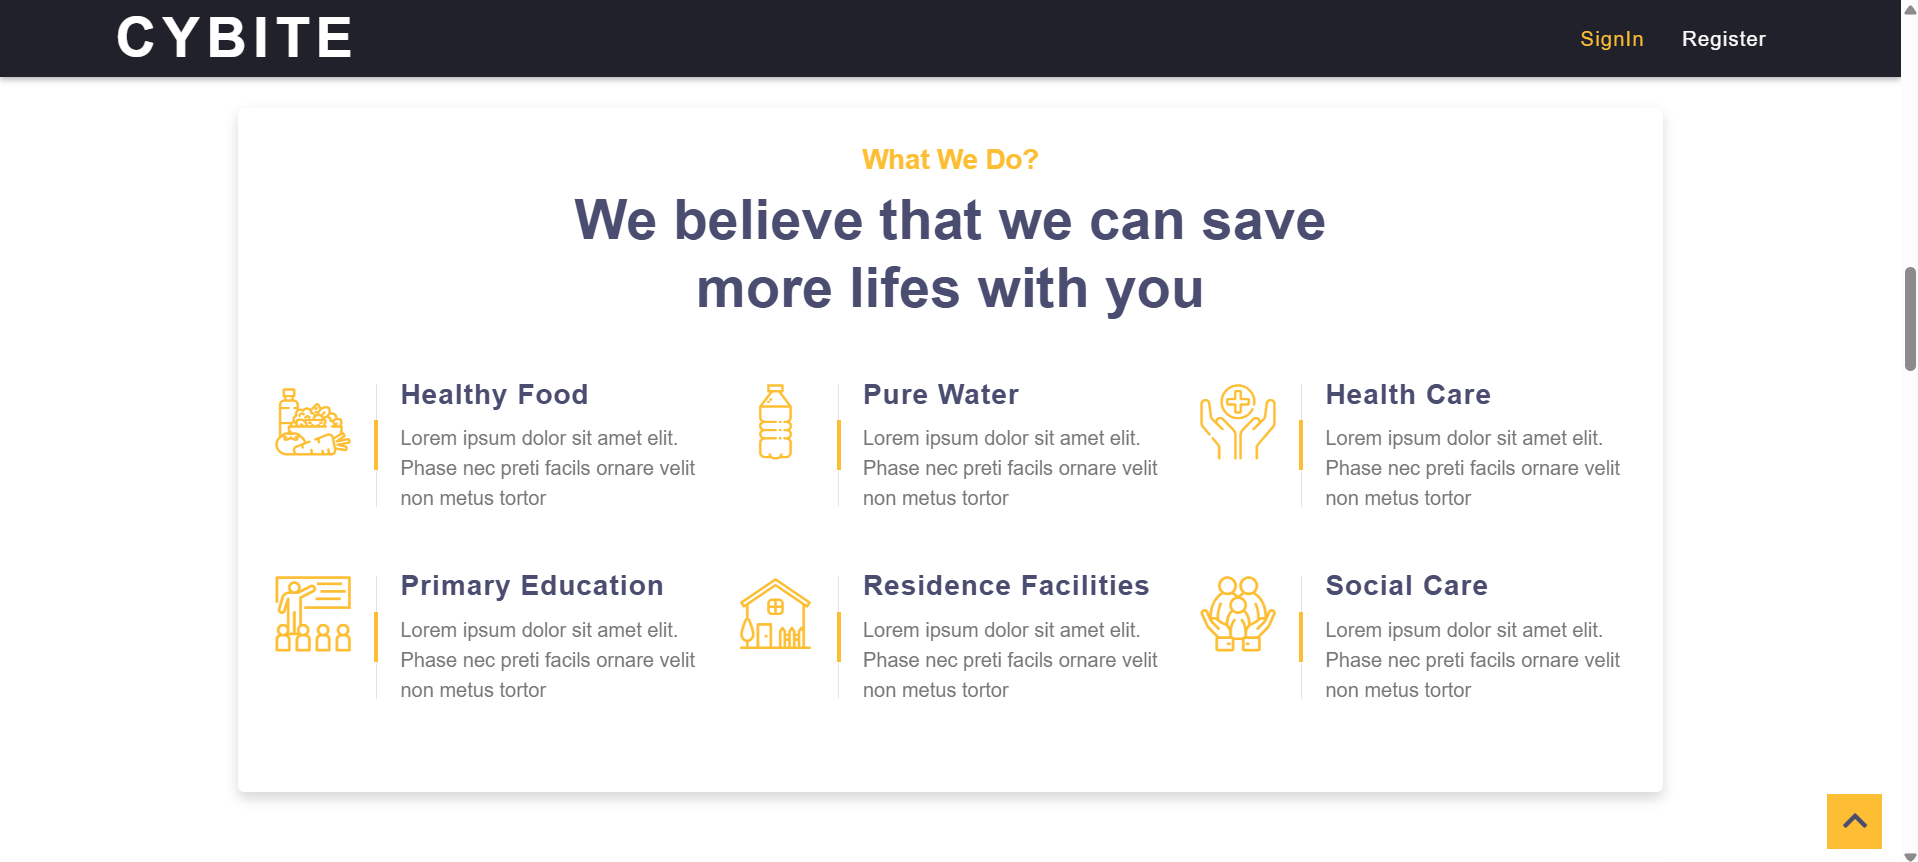 CYBITE
SignIn
Register
What We Do?
We believe that we can save
more lifes with you
Healthy Food
Lorem ipsum dolor sit amet elit.
Phase nec preti facils ornare velit
non metus tortor
Pure Water
Lorem ipsum dolor sit amet elit.
Phase nec preti facils ornare velit
non metus tortor
Health Care
Lorem ipsum dolor sit amet elit.
Phase nec preti facils ornare velit
non metus tortor
Primary Education
Lorem ipsum dolor sit amet elit.
Phase nec preti facils ornare velit
non metus tortor
Residence Facilities
Lorem ipsum dolor sit amet elit.
Phase nec preti facils ornare velit
non metus tortor
Social Care
Lorem ipsum dolor sit amet elit.
Phase nec preti facils ornare velit
non metus tortor